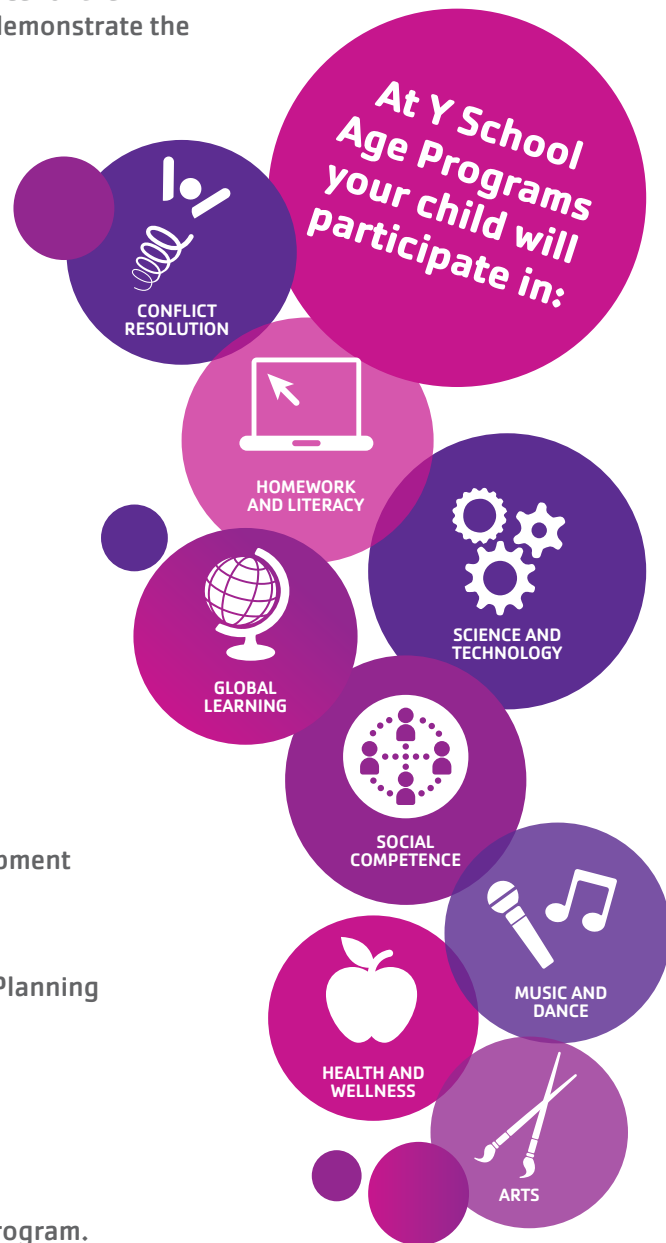 demonstrate the
At Y School
Age Programs
your child will
participate in:
CONFLICT
RESOLUTION
HOMEWORK
AND LITERACY
SCIENCE AND
TECHNOLOGY
GLOBAL
LEARNING
SOCIAL
COMPETENCE
MUSIC AND
DANCE
Planning
HEALTH AND
WELLNESS
ARTS
rogram.